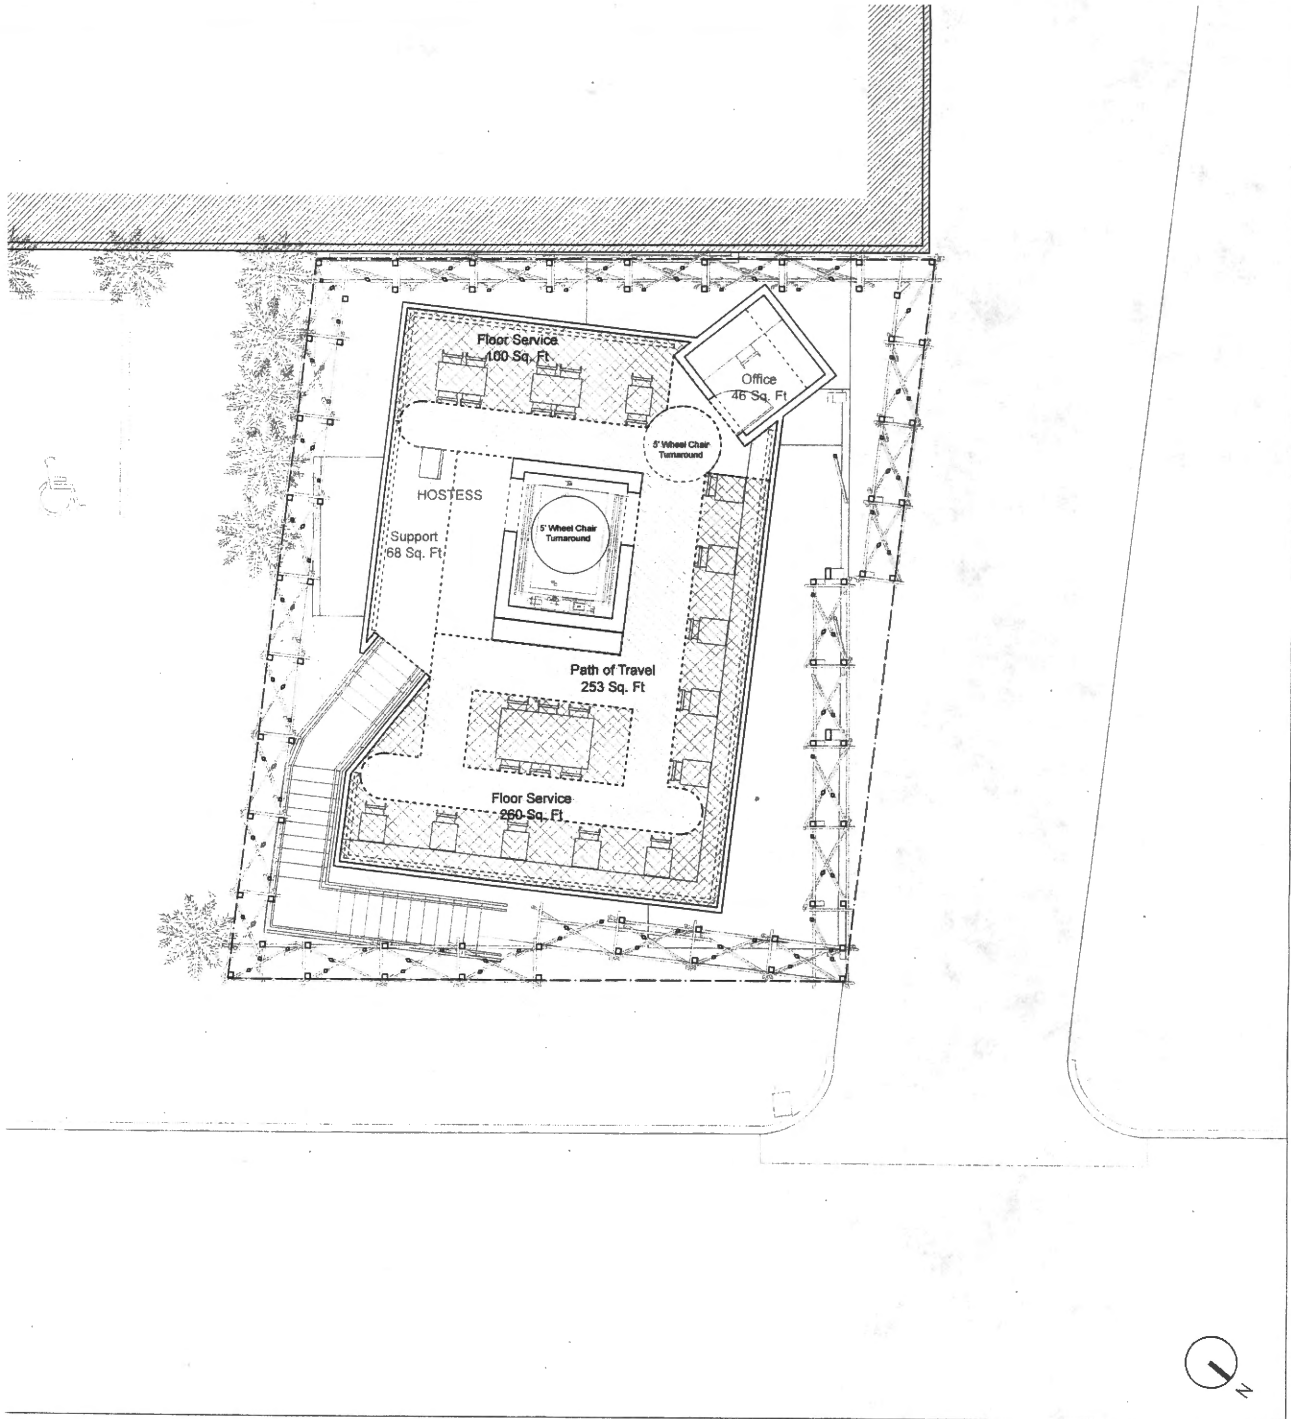 Floor Service
100 Sq. Ft
Office
46 Sq. Ft
5' Wheel Chair
Turnaround
HOSTESS
5' Wheel Chair
Turnaround
Support
68 Sq. Ft
Path of Travel
253 Sq. Ft
Floor Service
260 Sq. Ft
N